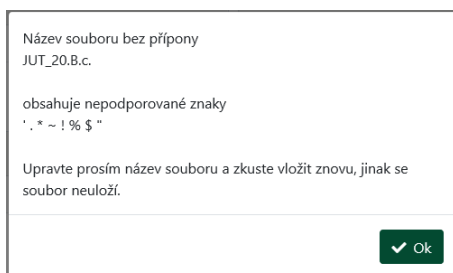 Název souboru bez přípony
JUT_20.B.c.
obsahuje nepodporované znaky
' . * ~ ! % $ "
Upravte prosím název souboru a zkuste vložit znovu, jinak se
soubor neuloží.
Ok